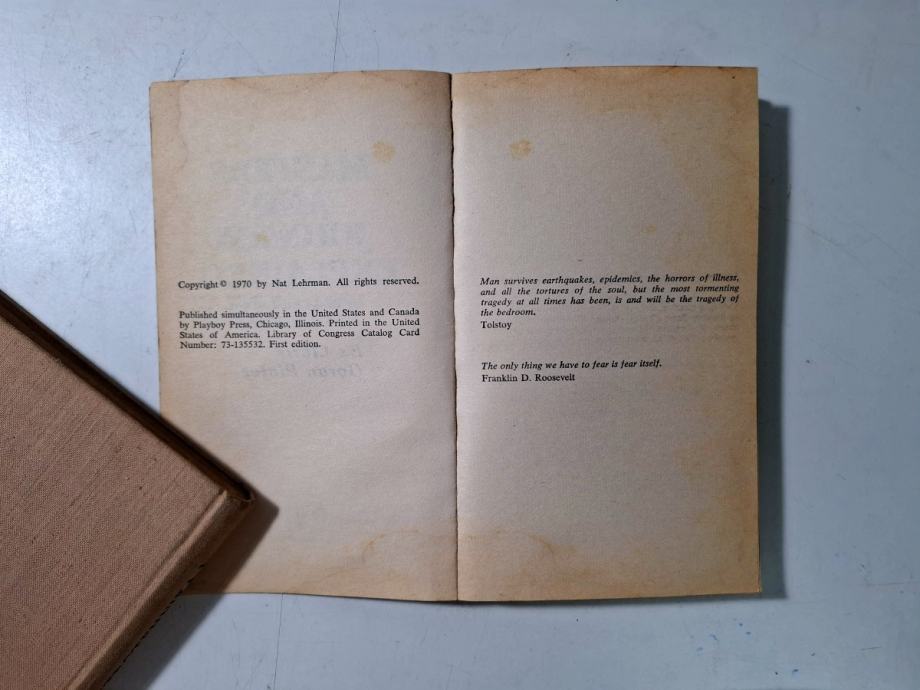 Copyright © 1970 by Nat Lehrman. All rights reserved.
Published simultaneously in the United States and Canada
by Playboy Press, Chicago, Illinois. Printed in the United
States of America. Library of Congress Catalog Card
Number: 73-135532. First edition.
Man survives earthquakes, epidemics, the horrors of illness,
and all the tortures of the soul, but the most tormenting
tragedy at all times has been, is and will be the tragedy of
the bedroom.
Tolstoy
The only thing we have to fear is fear itself.
Franklin D. Roosevelt